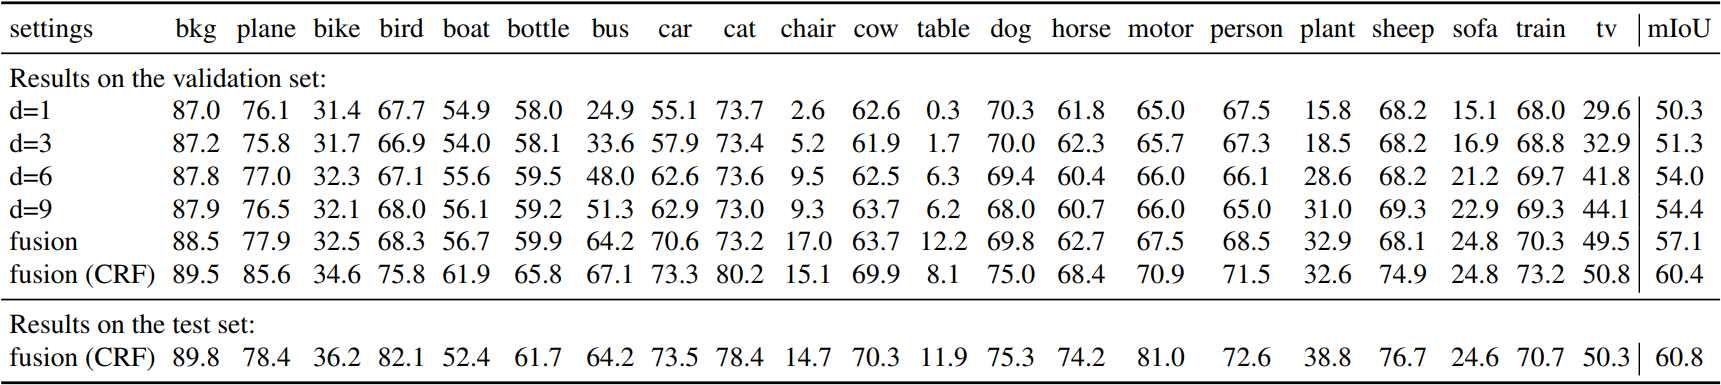 settings bkg plane bike bird boat bottle bus car cat chair cow table dog horse motor person plant sheep sofa train tv mIoU
Results on the validation set:
d=1 87.0 76.1 31.4 67.7 54.9 58.0 24.9 55.1 73.7 2.6 62.6 0.3 70.3 61.8 65.0 67.5 15.8 68.2 15.1 68.0 29.6 50.3
d=3 87.2 75.8 31.7 66.9 54.0 58.1 33.6 57.9 73.4 5.2 61.9 1.7 70.0 62.3 65.7 67.3 18.5 68.2 16.9 68.8 32.9 51.3
d=6 87.8 77.0 32.3 67.1 55.6 59.5 48.0 62.6 73.6 9.5 62.5 6.3 69.4 60.4 66.0 66.1 28.6 68.2 21.2 69.7 41.8 54.0
d=9 87.9 76.5 32.1 68.0 56.1 59.2 51.3 62.9 73.0 9.3 63.7 6.2 68.0 60.7 66.0 65.0 31.0 69.3 22.9 69.3 44.1 54.4
fusion 88.5 77.9 32.5 68.3 56.7 59.9 64.2 70.6 73.2 17.0 63.7 12.2 69.8 62.7 67.5 68.5 32.9 68.1 24.8 70.3 49.5 57.1
fusion (CRF) 89.5 85.6 34.6 75.8 61.9 65.8 67.1 73.3 80.2 15.1 69.9 8.1 75.0 68.4 70.9 71.5 32.6 74.9 24.8 73.2 50.8 60.4
Results on the test set:
fusion (CRF) 89.8 78.4 36.2 82.1 52.4 61.7 64.2 73.5 78.4 14.7 70.3 11.9 75.3 74.2 81.0 72.6 38.8 76.7 24.6 70.7 50.3 60.8